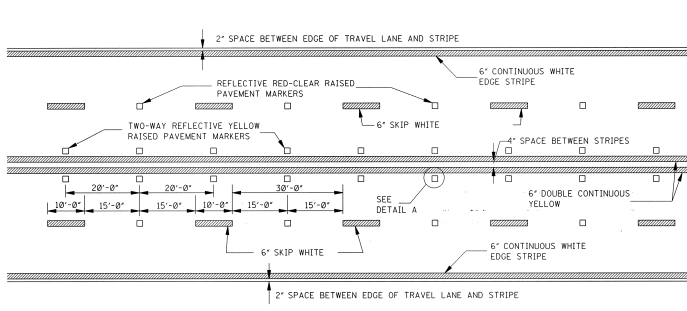 2" SPACE BETWEEN EDGE OF TRAVEL LANE AND STRIPE
6" CONTINUOUS WHITE
EDGE STRIPE
REFLECTIVE RED-CLEAR RAISED
PAVEMENT MARKERS
6" SKIP WHITE
TWO-WAY REFLECTIVE YELLOW
RAISED PAVEMENT MARKERS
4" SPACE BETWEEN STRIPES
20'-0" 20'-0" 30'-0"
SEE
DETAIL A
6" DOUBLE CONTINUOUS
YELLOW
10'-0" 15'-0" 15'-0" 10'-0" 15'-0" 15'-0"
6" SKIP WHITE
6" CONTINUOUS WHITE
EDGE STRIPE
2" SPACE BETWEEN EDGE OF TRAVEL LANE AND STRIPE